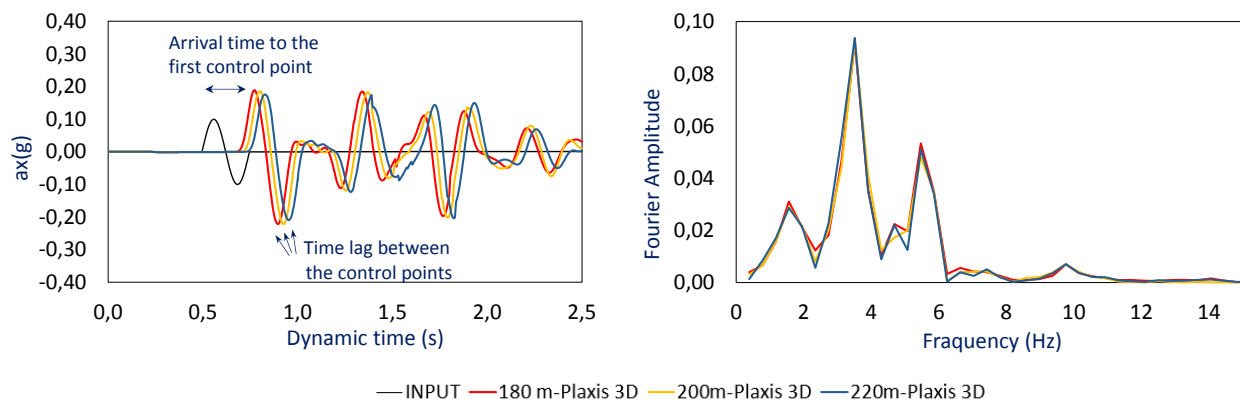 0,40
0,30
0,20
0,10
0,00
-0,10
-0,20
-0,30
-0,40
ax(g)
Arrival time to the
first control point
Time lag between
the control points
0,0 0,5 1,0 1,5 2,0 2,5
Dynamic time (s)
0,10
0,08
0,06
0,04
0,02
0,00
Fourier Amplitude
0 2 4 6 8 10 12 14
Fraquency (Hz)
INPUT 180 m-Plaxis 3D 200m-Plaxis 3D 220m-Plaxis 3D